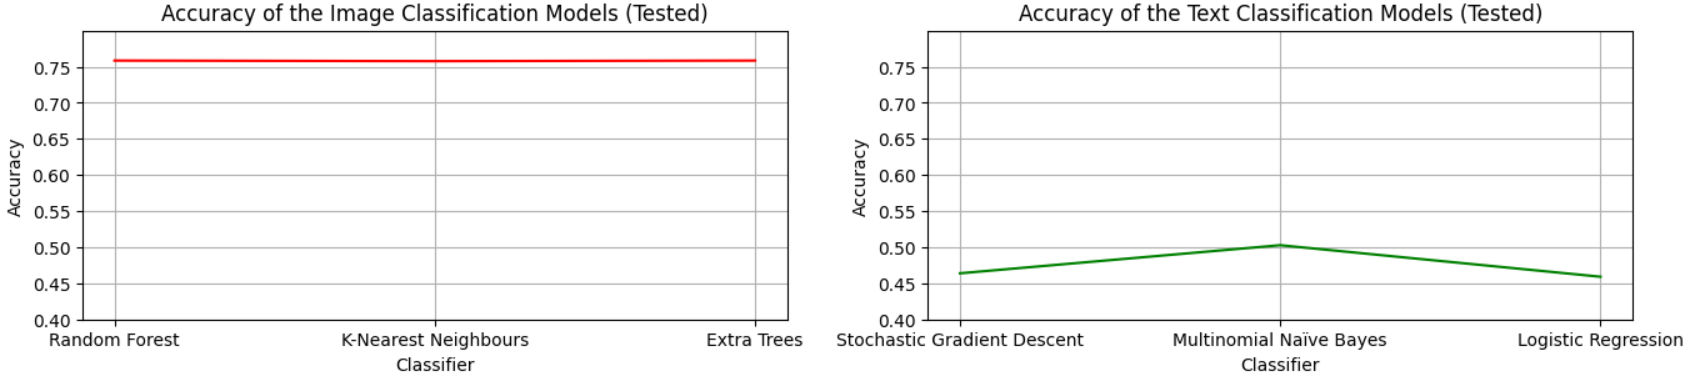 Accuracy of the Image Classification Models (Tested)
Accuracy
0.75
0.70
0.65
0.60
0.55
0.50
0.45
0.40
Random Forest
K-Nearest Neighbours
Extra Trees
Classifier
Accuracy of the Text Classification Models (Tested)
Accuracy
0.75
0.70
0.65
0.60
0.55
0.50
0.45
0.40
Stochastic Gradient Descent
Multinomial Naïve Bayes
Logistic Regression
Classifier